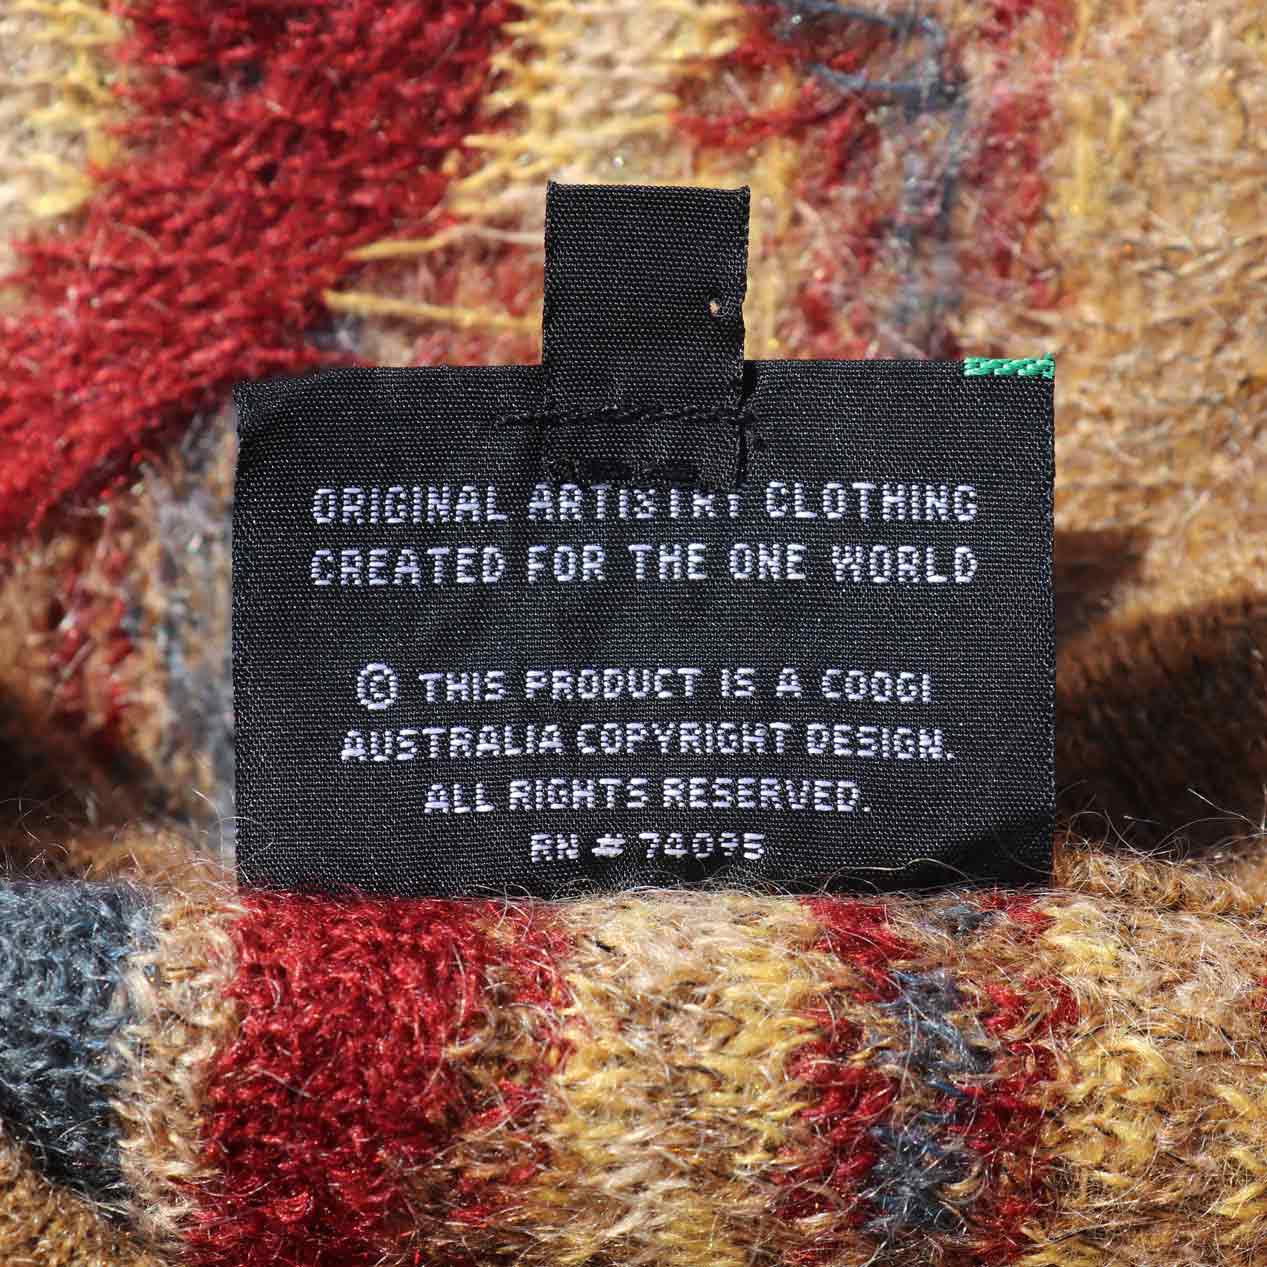 ORIGINAL ARTISTRY CLOTHING
CREATED FOR THE ONE WORLD
© THIS PRODUCT IS A COOGI
AUSTRALIA COPYRIGHT DESIGN.
ALL RIGHTS RESERVED.
RN # 74095